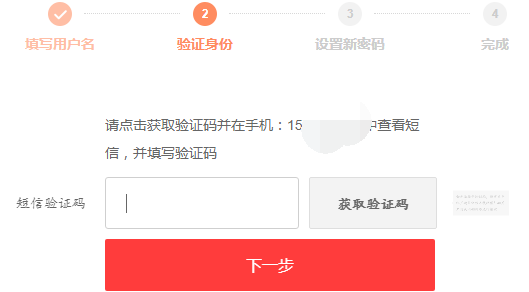 2 3 4
填写用户名 验证身份 设置新密码 完成
请点击获取验证码并在手机：15 中查看短
信，并填写验证码
短信验证码 获取验证码
下一步